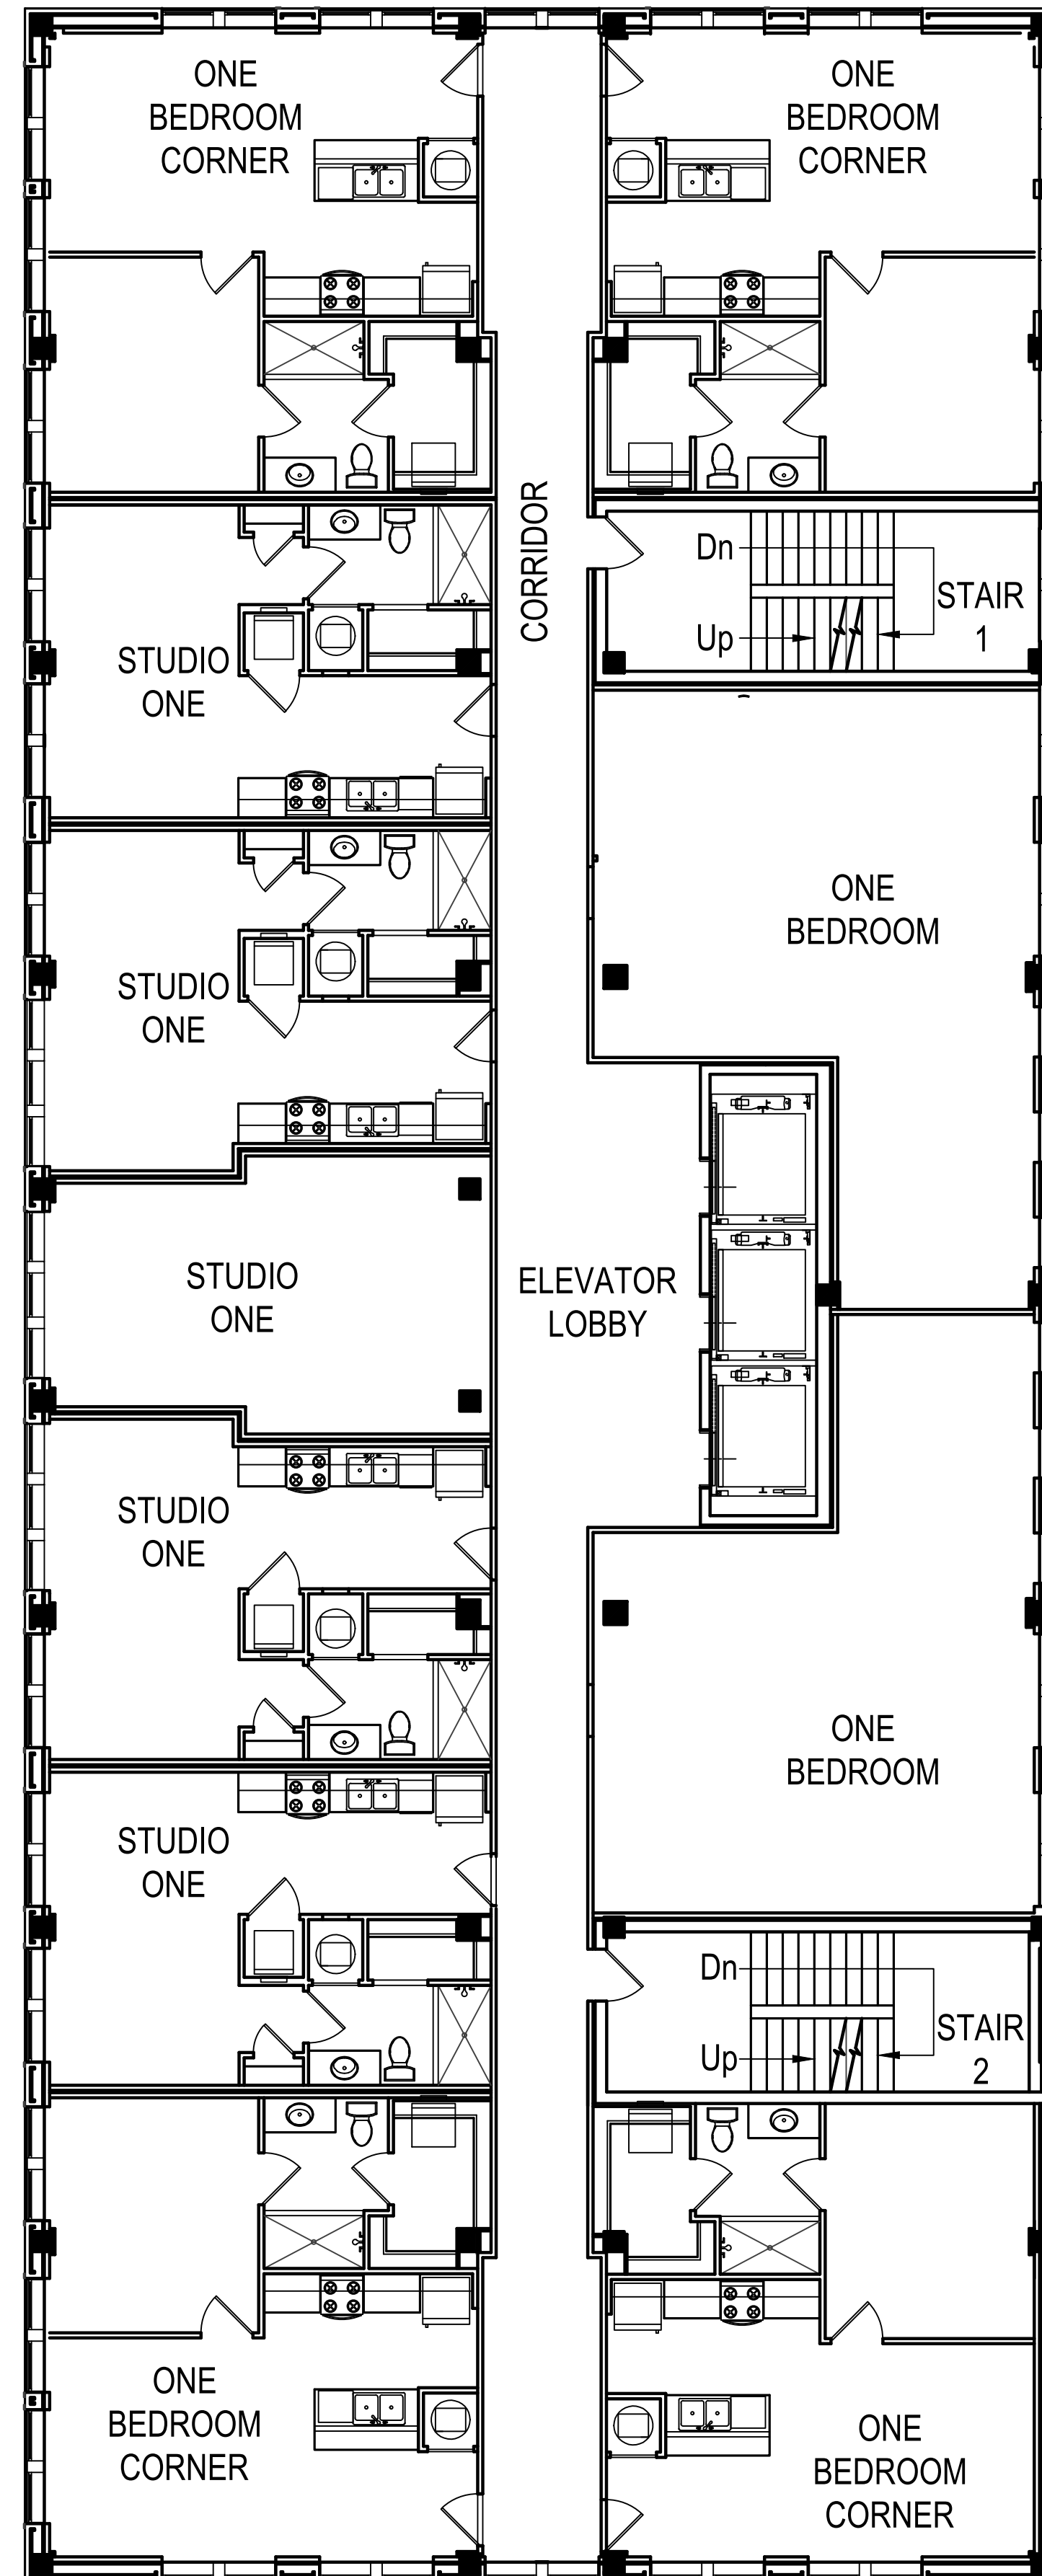 ONE
BEDROOM
CORNER
ONE
BEDROOM
CORNER
CORRIDOR
Dn
Up
STAIR
1
STUDIO
ONE
ONE
BEDROOM
STUDIO
ONE
STUDIO
ONE
ELEVATOR
LOBBY
STUDIO
ONE
ONE
BEDROOM
STUDIO
ONE
Dn
Up
STAIR
2
ONE
BEDROOM
CORNER
ONE
BEDROOM
CORNER